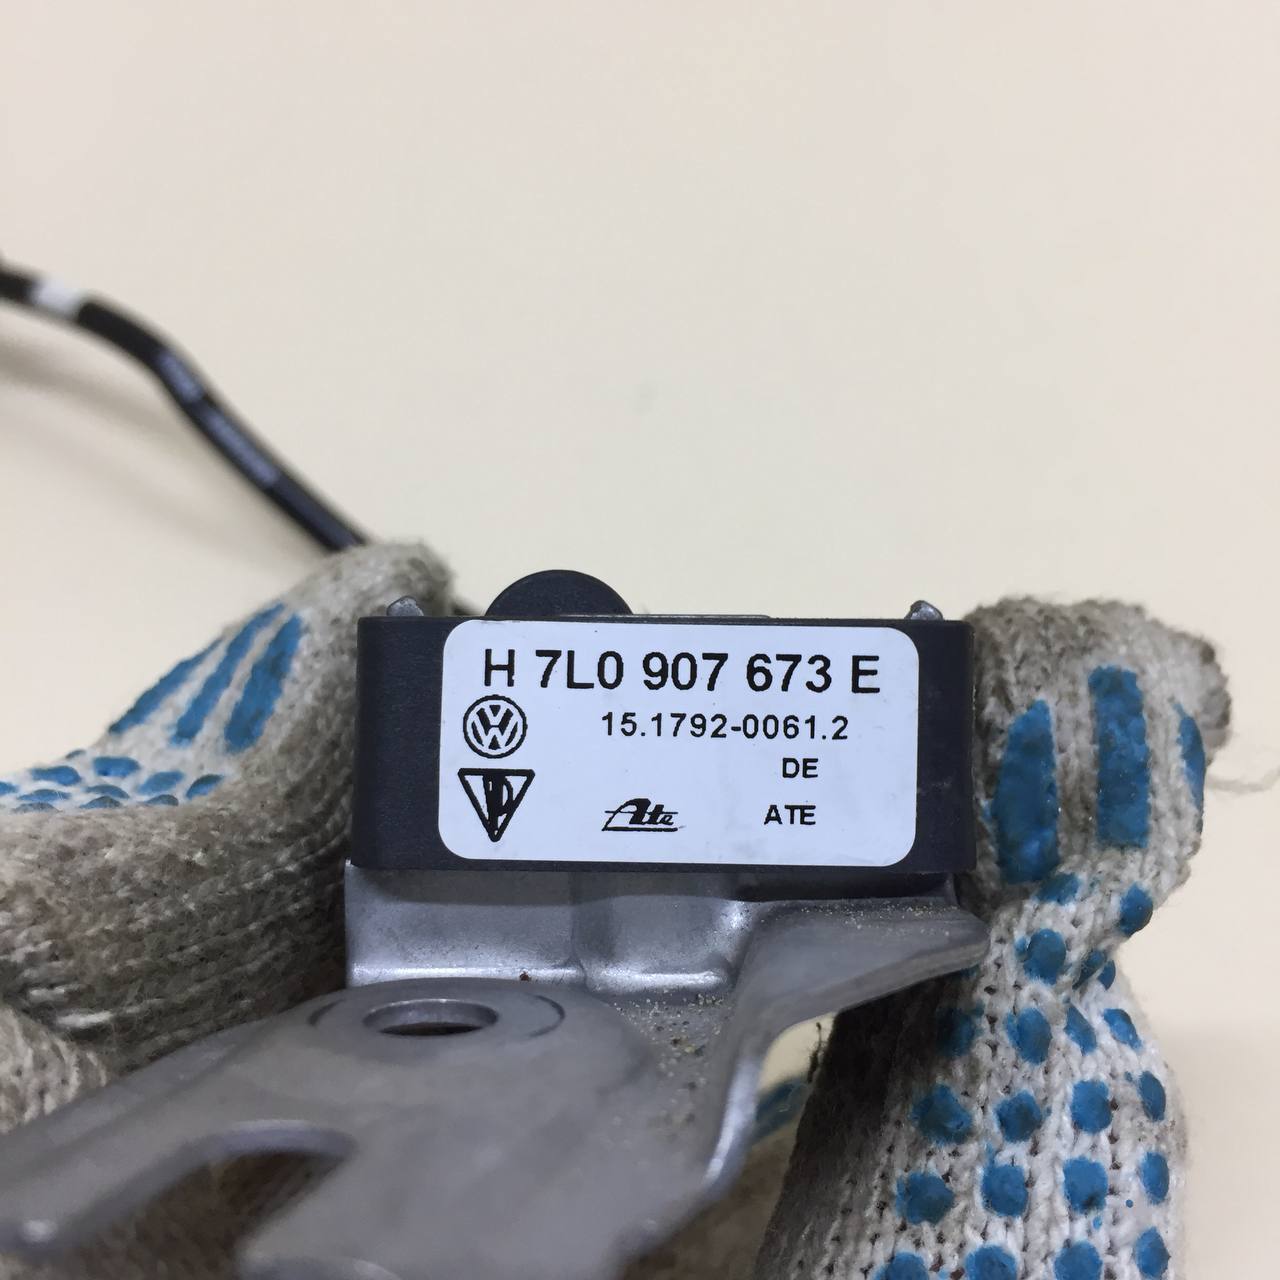 H 7L0 907 673 E
15.1792-0061.2
DE
Ate ATE